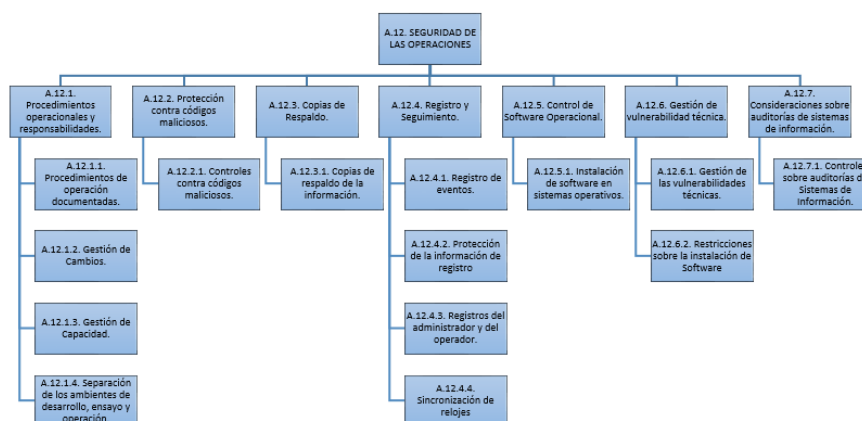 A.12. SEGURIDAD DE
LAS OPERACIONES
A.12.1.
Procedimientos
operacionales y
responsabilidades.
A.12.2. Protección
contra códigos
maliciosos.
A.12.3. Copias de
Respaldo.
A.12.4. Registro y
Seguimiento.
A.12.5. Control de
Software Operacional.
A.12.6. Gestión de
vulnerabilidad técnica.
A.12.7.
Consideraciones sobre
auditorías de sistemas
de información.
A.12.1.1.
Procedimientos de
operación
documentadas.
A.12.2.1. Controles
contra códigos
maliciosos.
A.12.3.1. Copias de
respaldo de la
información.
A.12.4.1. Registro de
eventos.
A.12.5.1. Instalación
de software en
sistemas operativos.
A.12.6.1. Gestión de
las vulnerabilidades
técnicas.
A.12.7.1. Controle
sobre auditorías d
Sistemas de
Información.
A.12.1.2. Gestión de
Cambios.
A.12.4.2. Protección
de la información de
registro
A.12.6.2. Restricciones
sobre la instalación de
Software
A.12.1.3. Gestión de
Capacidad.
A.12.4.3. Registros del
administrador y del
operador.
A.12.1.4. Separación
de los ambientes de
desarrollo, ensayo y
operación
A.12.4.4.
Sincronización de
relojes